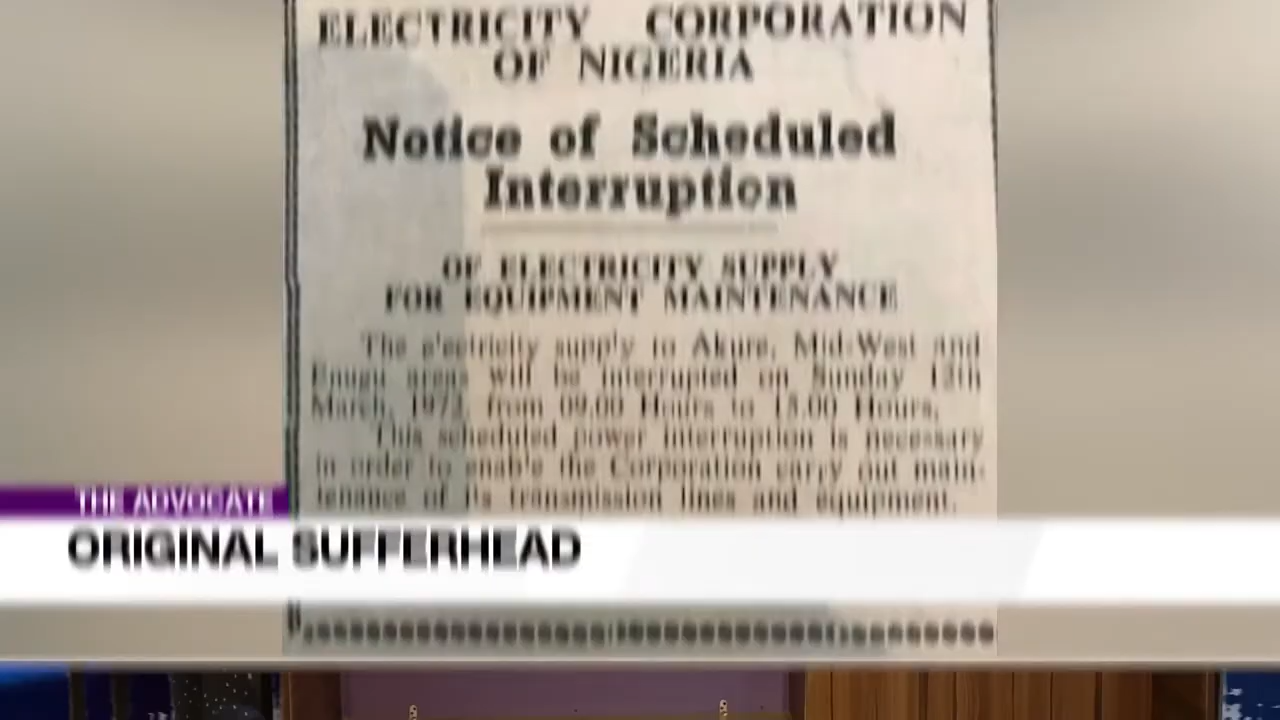 ELECTRICITY CORPORATION
OF NIGERIA
Notice of Scheduled
Interruption
OF ELECTRICITY SUPPLY
FOR EQUIPMENT MAINTENANCE
The electricity supply to Akure, Mid-West and
Enugu areas will be interrupted on Sunday 12th
March, 1972, from 09.00 Hours to 15.00 Hours.
This scheduled power interruption is necessary
in order to enable the Corporation carry out main-
tenance of its transmission lines and equipment.
THE ADVOCATE
ORIGINAL SUFFERHEAD